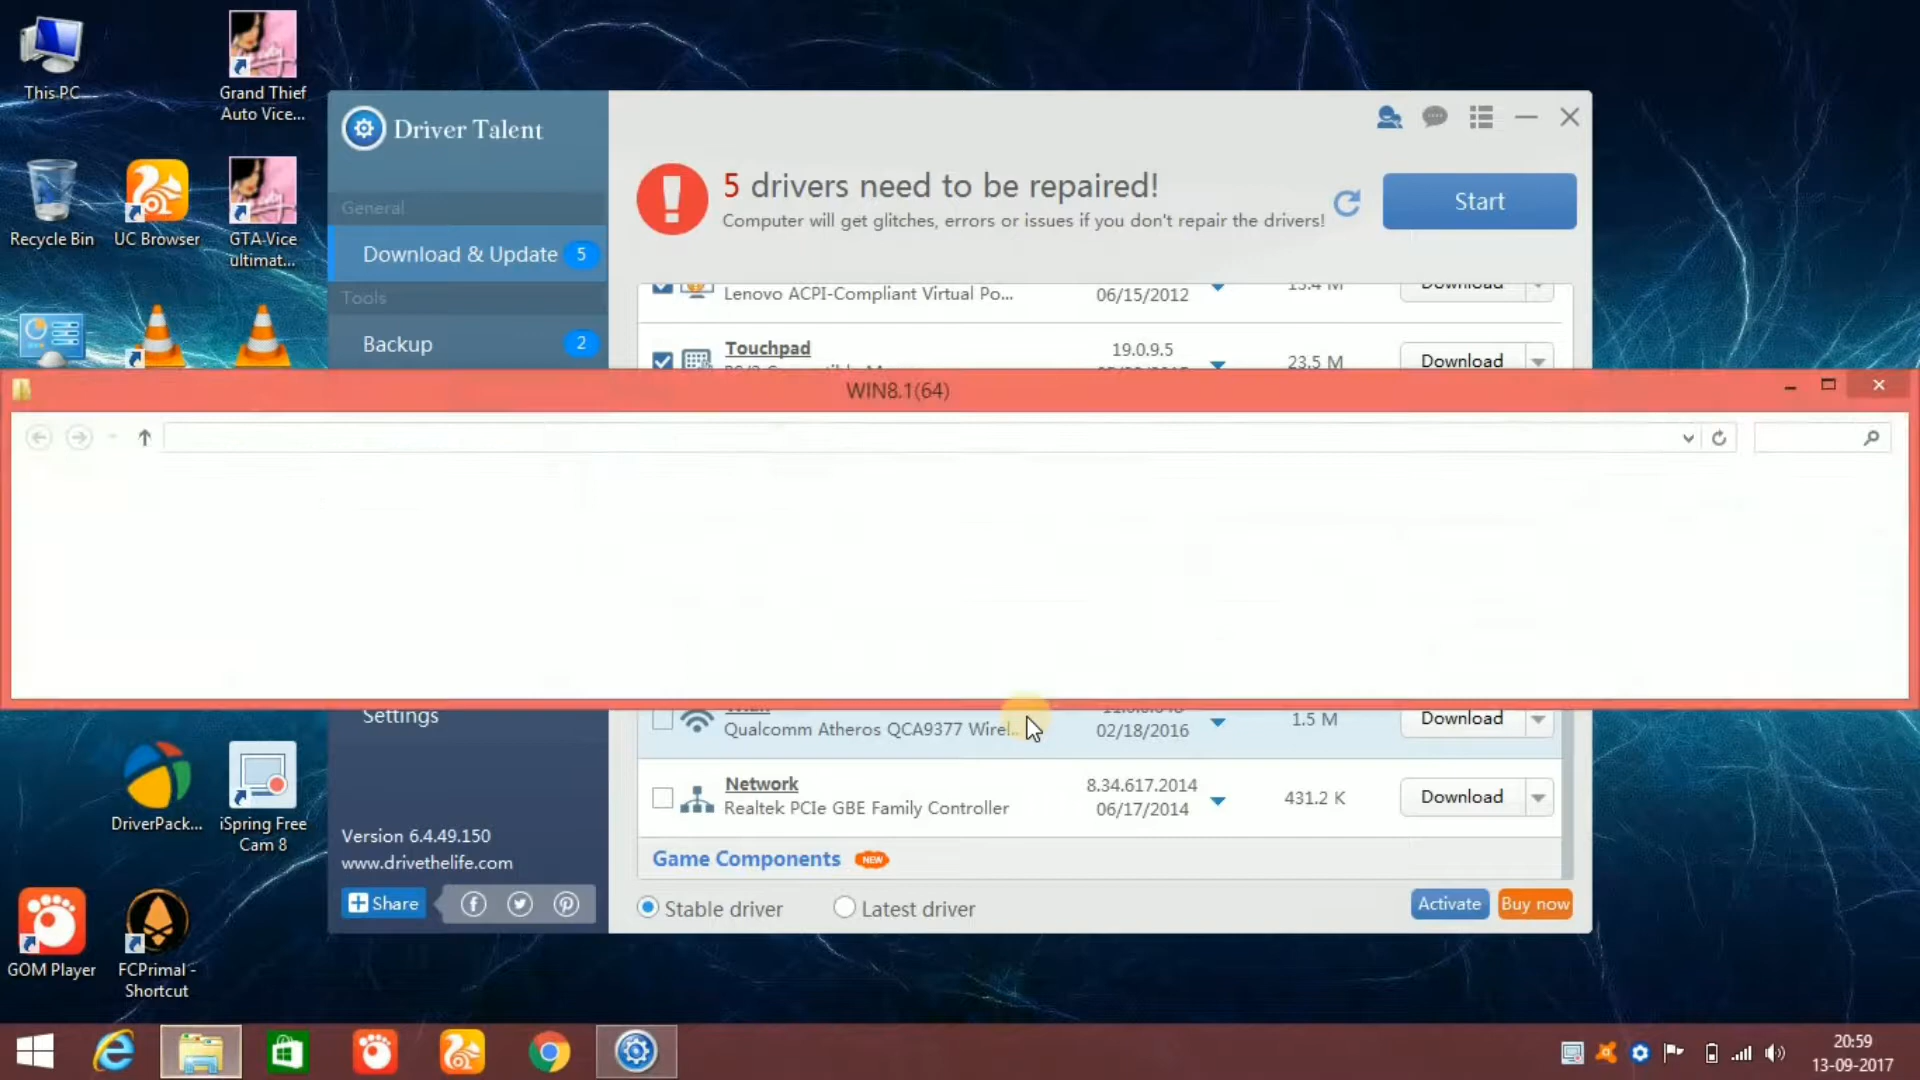 This PC
Grand Thief
Auto Vice...
Recycle Bin
UC Browser
GTA-Vice
ultimat...
Driver Talent
General
Download & Update
5
Tools
Backup
2
5 drivers need to be repaired!
Computer will get glitches, errors or issues if you don't repair the drivers!
Start
Lenovo ACPI-Compliant Virtual Po...
06/15/2012
Download
Touchpad
19.0.9.5
23.5 M
Download
WIN8.1(64)
Settings
Qualcomm Atheros QCA9377 Wirel...
02/18/2016
1.5 M
Download
Network
Realtek PCIe GBE Family Controller
8.34.617.2014
06/17/2014
431.2 K
Download
Game Components
NEW
Stable driver
Latest driver
Activate
Buy now
Version 6.4.49.150
www.drivethelife.com
Share
DriverPack...
iSpring Free
Cam 8
GOM Player
FCPrimal -
Shortcut
20:59
13-09-2017